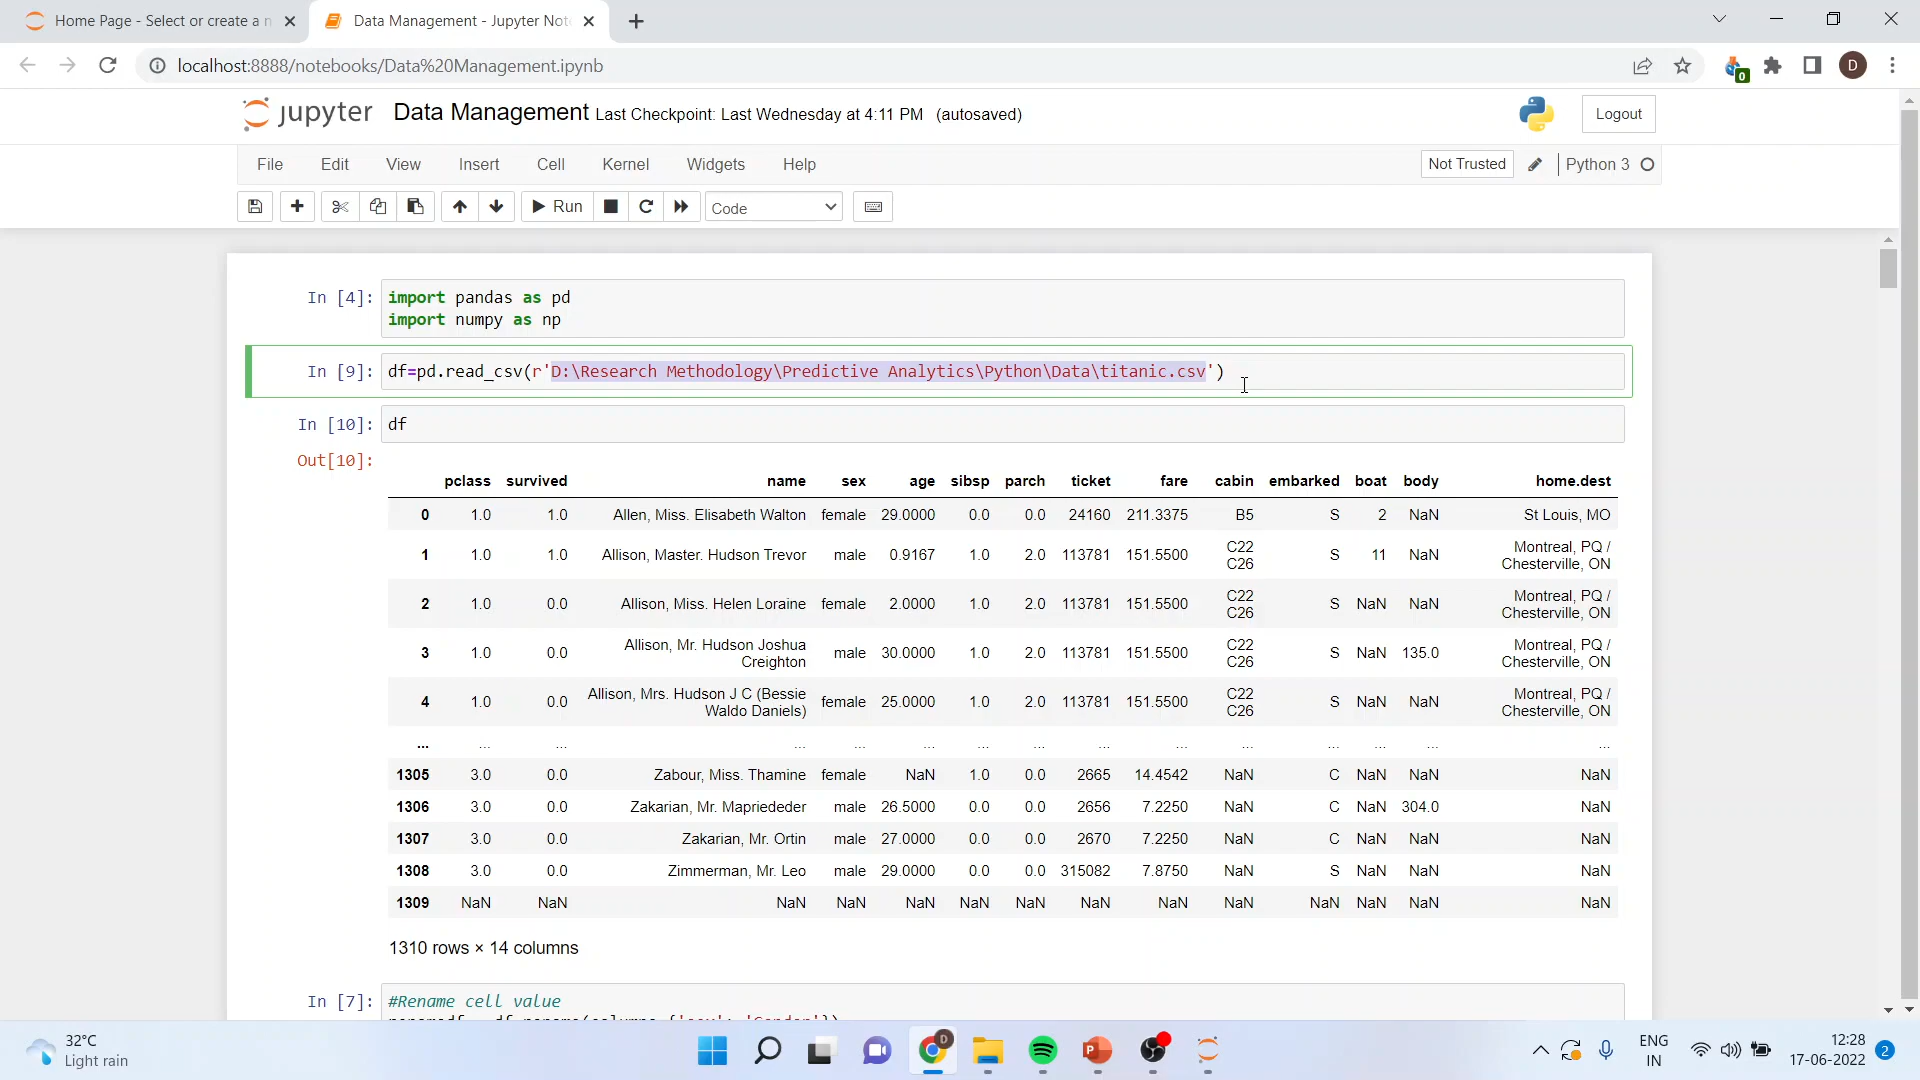 Home Page - Select or create a n
Data Management - Jupyter Not
localhost:8888/notebooks/Data%20Management.ipynb
0
D
jupyter Data Management Last Checkpoint: Last Wednesday at 4:11 PM (autosaved)
Logout
File Edit View Insert Cell Kernel Widgets Help
Not Trusted
Python 3
Run
Code
In [4]: import pandas as pd
import numpy as np
In [9]: df=pd.read_csv(r'D:\Research Methodology\Predictive Analytics\Python\Data\titanic.csv')
In [10]: df
Out[10]:
pclass survived name sex age sibsp parch ticket fare cabin embarked boat body home.dest
0 1.0 1.0 Allen, Miss. Elisabeth Walton female 29.0000 0.0 0.0 24160 211.3375 B5 S 2 NaN St Louis, MO
1 1.0 1.0 Allison, Master. Hudson Trevor male 0.9167 1.0 2.0 113781 151.5500 C22 C26 S 11 NaN Montreal, PQ / Chesterville, ON
2 1.0 0.0 Allison, Miss. Helen Loraine female 2.0000 1.0 2.0 113781 151.5500 C22 C26 S NaN NaN Montreal, PQ / Chesterville, ON
3 1.0 0.0 Allison, Mr. Hudson Joshua Creighton male 30.0000 1.0 2.0 113781 151.5500 C22 C26 S NaN 135.0 Montreal, PQ / Chesterville, ON
4 1.0 0.0 Allison, Mrs. Hudson J C (Bessie Waldo Daniels) female 25.0000 1.0 2.0 113781 151.5500 C22 C26 S NaN NaN Montreal, PQ / Chesterville, ON
... ... ... ... ... ... ... ... ... ... ... ... ... ... ...
1305 3.0 0.0 Zabour, Miss. Thamine female NaN 1.0 0.0 2665 14.4542 NaN C NaN NaN NaN
1306 3.0 0.0 Zakarian, Mr. Mapriededer male 26.5000 0.0 0.0 2656 7.2250 NaN C NaN 304.0 NaN
1307 3.0 0.0 Zakarian, Mr. Ortin male 27.0000 0.0 0.0 2670 7.2250 NaN C NaN NaN NaN
1308 3.0 0.0 Zimmerman, Mr. Leo male 29.0000 0.0 0.0 315082 7.8750 NaN S NaN NaN NaN
1309 NaN NaN NaN NaN NaN NaN NaN NaN NaN NaN NaN NaN NaN NaN
1310 rows × 14 columns
In [7]: #Rename cell value
32°C
Light rain
D
ENG
IN
12:28
17-06-2022
2